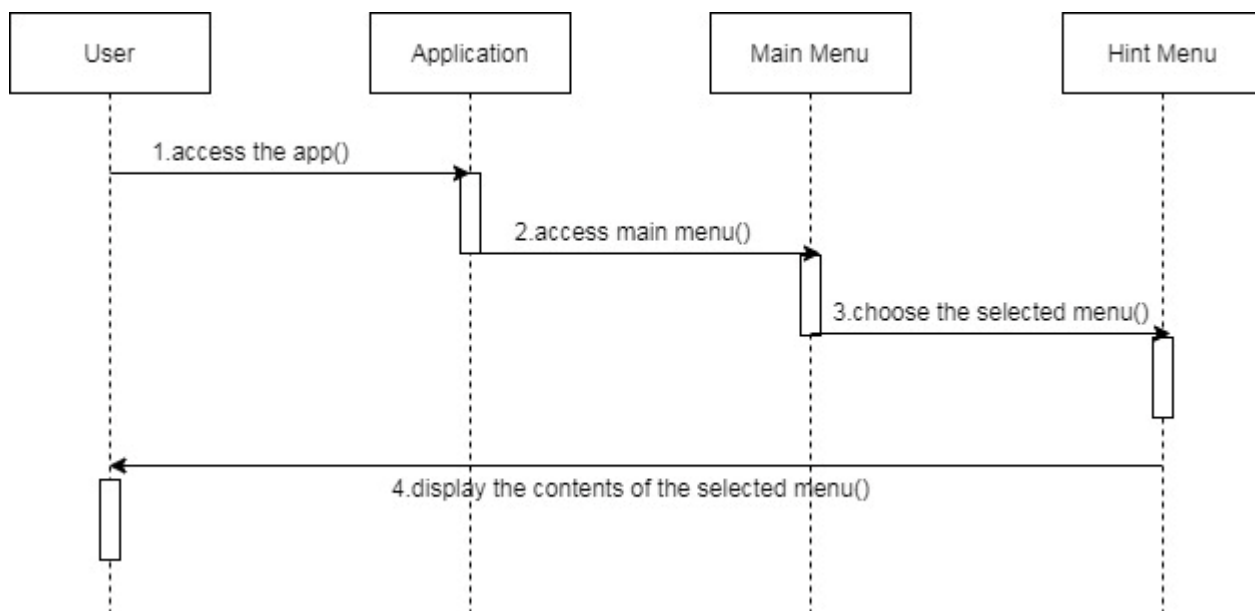 User
Application
Main Menu
Hint Menu
1.access the app()
2.access main menu()
3.choose the selected menu()
4.display the contents of the selected menu()